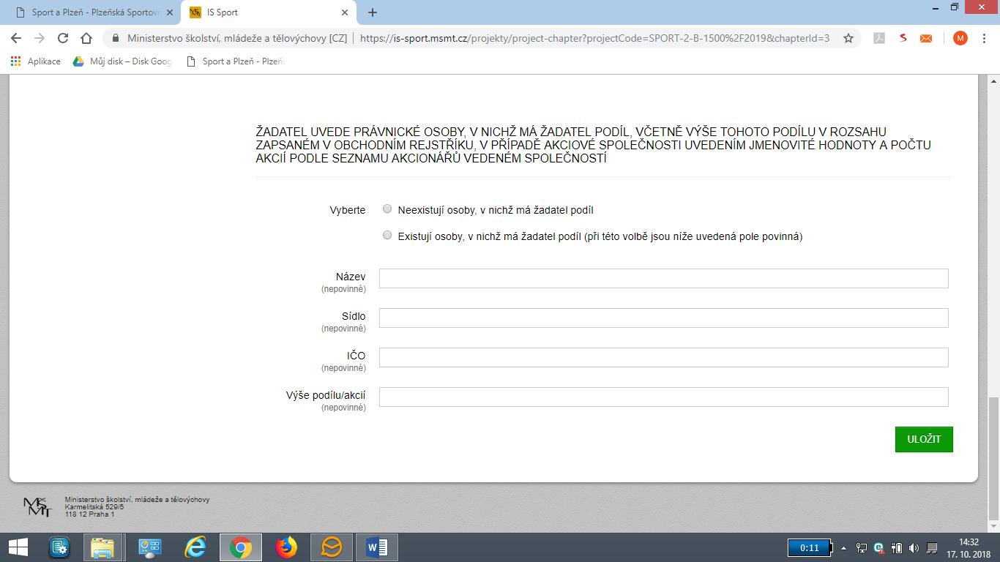 Sport a Plzeň - Plzeňská Sportov
IS Sport
Ministerstvo školství, mládeže a tělovýchovy [CZ] | https://is-sport.msmt.cz/projekty/project-chapter?projectCode=SPORT-2-B-1500%2F2019&chapterId=3
M
Aplikace
Můj disk – Disk Goog
Sport a Plzeň - Plzeňs
ŽADATEL UVEDE PRÁVNICKÉ OSOBY, V NICHŽ MÁ ŽADATEL PODÍL, VČETNĚ VÝŠE TOHOTO PODÍLU V ROZSAHU
ZAPSANÉM V OBCHODNÍM REJSTŘÍKU, V PŘÍPADĚ AKCIOVÉ SPOLEČNOSTI UVEDENÍM JMENOVITÉ HODNOTY A POČTU
AKCIÍ PODLE SEZNAMU AKCIONÁŘŮ VEDENÉM SPOLEČNOSTÍ
Vyberte
Neexistují osoby, v nichž má žadatel podíl
Existují osoby, v nichž má žadatel podíl (při této volbě jsou níže uvedená pole povinná)
Název
(nepovinné)
Sídlo
(nepovinné)
IČO
(nepovinné)
Výše podílu/akcií
(nepovinné)
ULOŽIT
MŠMT
Ministerstvo školství, mládeže a tělovýchovy
Karmelitská 529/5
118 12 Praha 1
0:11
14:32
17. 10. 2018